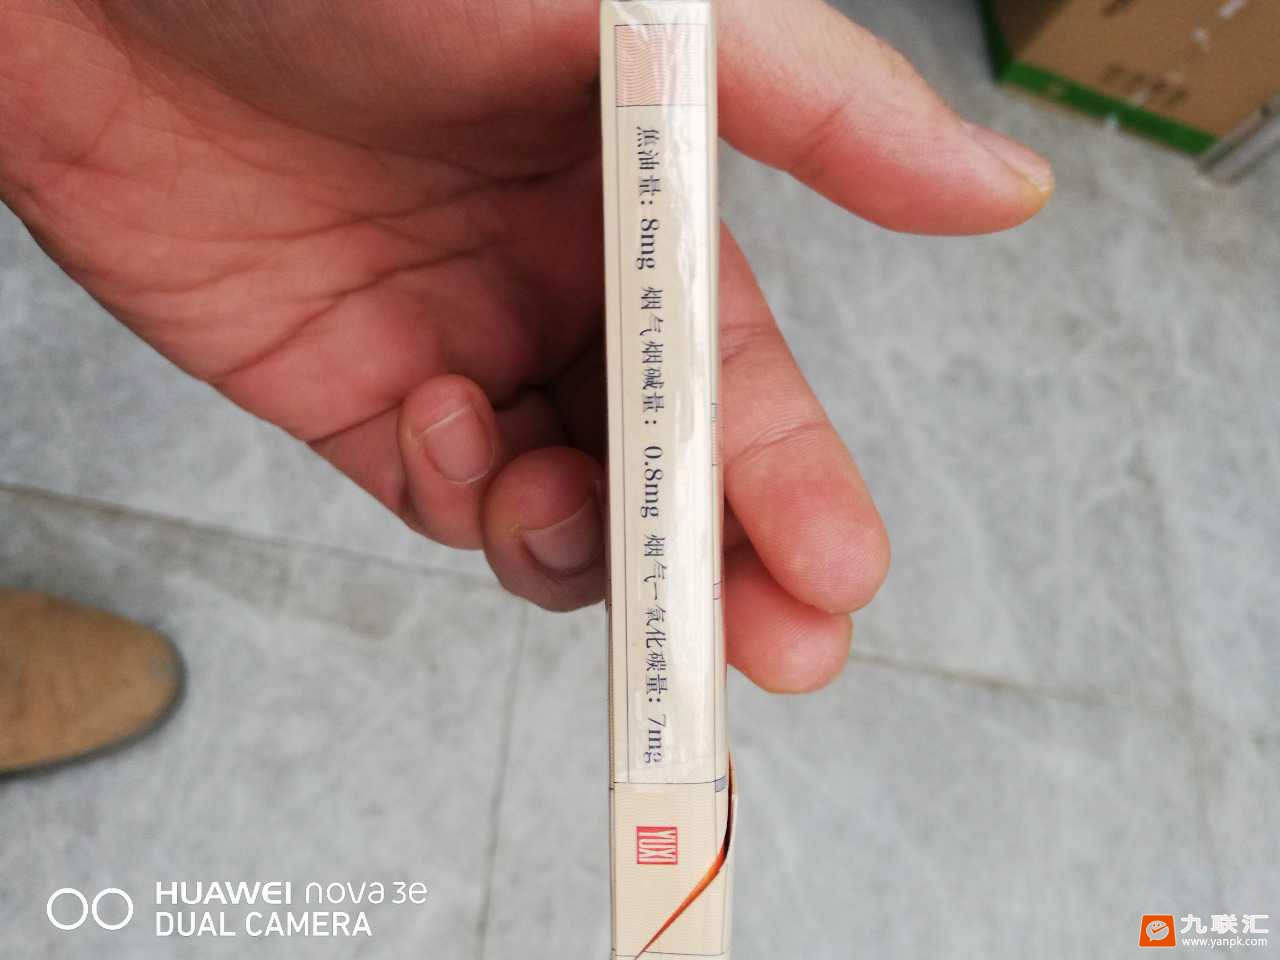 焦油量：8mg 烟气烟碱量：0.8mg 烟气一氧化碳量：7mg
YUXI
HUAWEI nova 3e
DUAL CAMERA
九联汇
www.yanpk.com